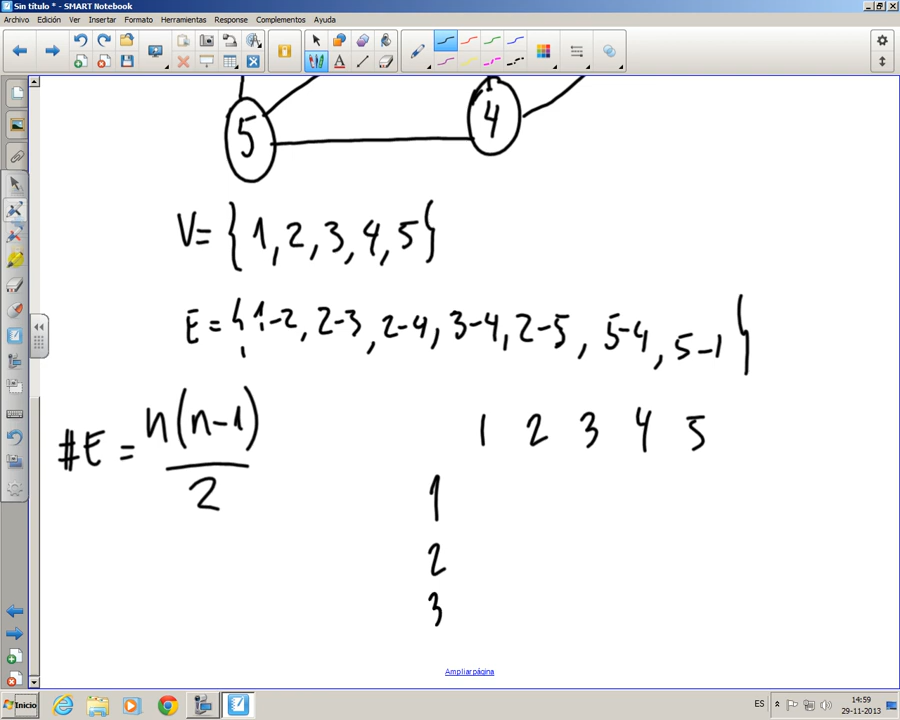 Sin título * - SMART Notebook
Archivo Edición Ver Insertar Formato Herramientas Response Complementos Ayuda
5 4
V= {1,2,3,4,5}
E = {1-2, 2-3, 2-4, 3-4, 2-5, 5-4, 5-1}
#E = n(n-1)
2
1 2 3 4 5
1
2
3
Ampliar página
Inicio
ES
14:59
29-11-2013